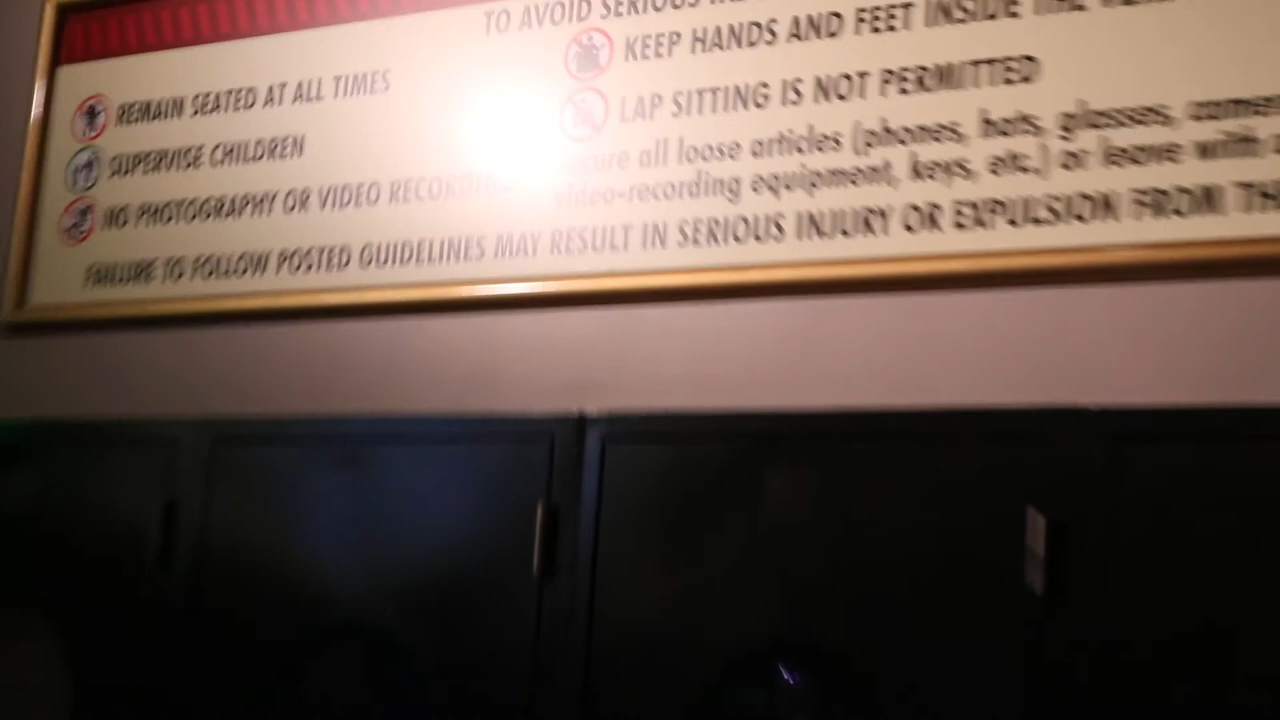 TO AVOID SERIOUS
KEEP HANDS AND FEET INSIDE THE
LAP SITTING IS NOT PERMITTED
all loose articles (phones, hats, glasses,
video-recording equipment, keys, etc.) or leave with
REMAIN SEATED AT ALL TIMES
SUPERVISE CHILDREN
NO PHOTOGRAPHY OR VIDEO
FAILURE TO FOLLOW POSTED GUIDELINES MAY RESULT IN SERIOUS INJURY OR EXPULSION FROM